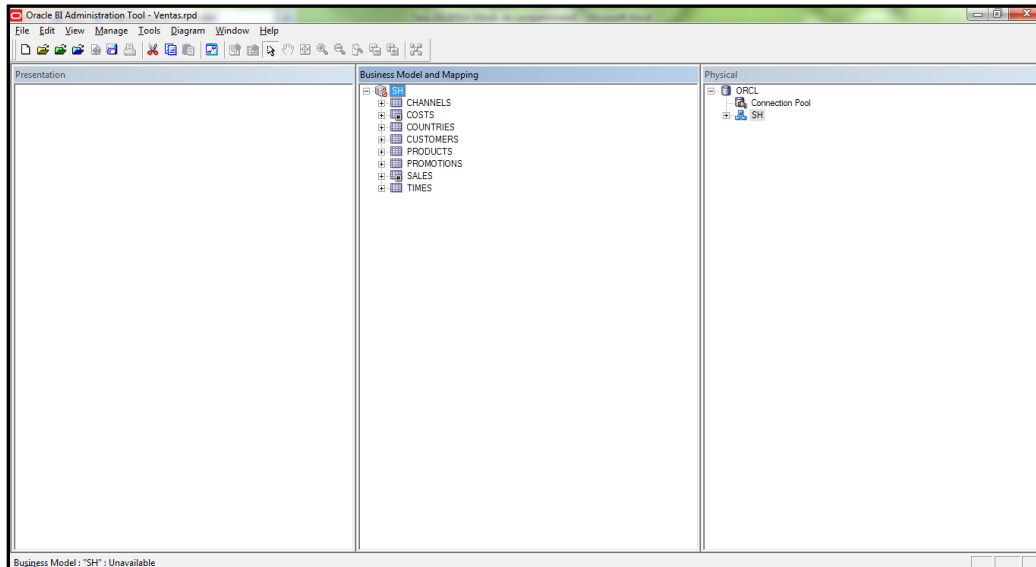 Oracle BI Administration Tool - Ventas.rpd
File Edit View Manage Tools Diagram Window Help
Presentation
Business Model and Mapping
Physical
SH
CHANNELS
COSTS
COUNTRIES
CUSTOMERS
PRODUCTS
PROMOTIONS
SALES
TIMES
ORCL
Connection Pool
SH
Business Model : "SH" : Unavailable